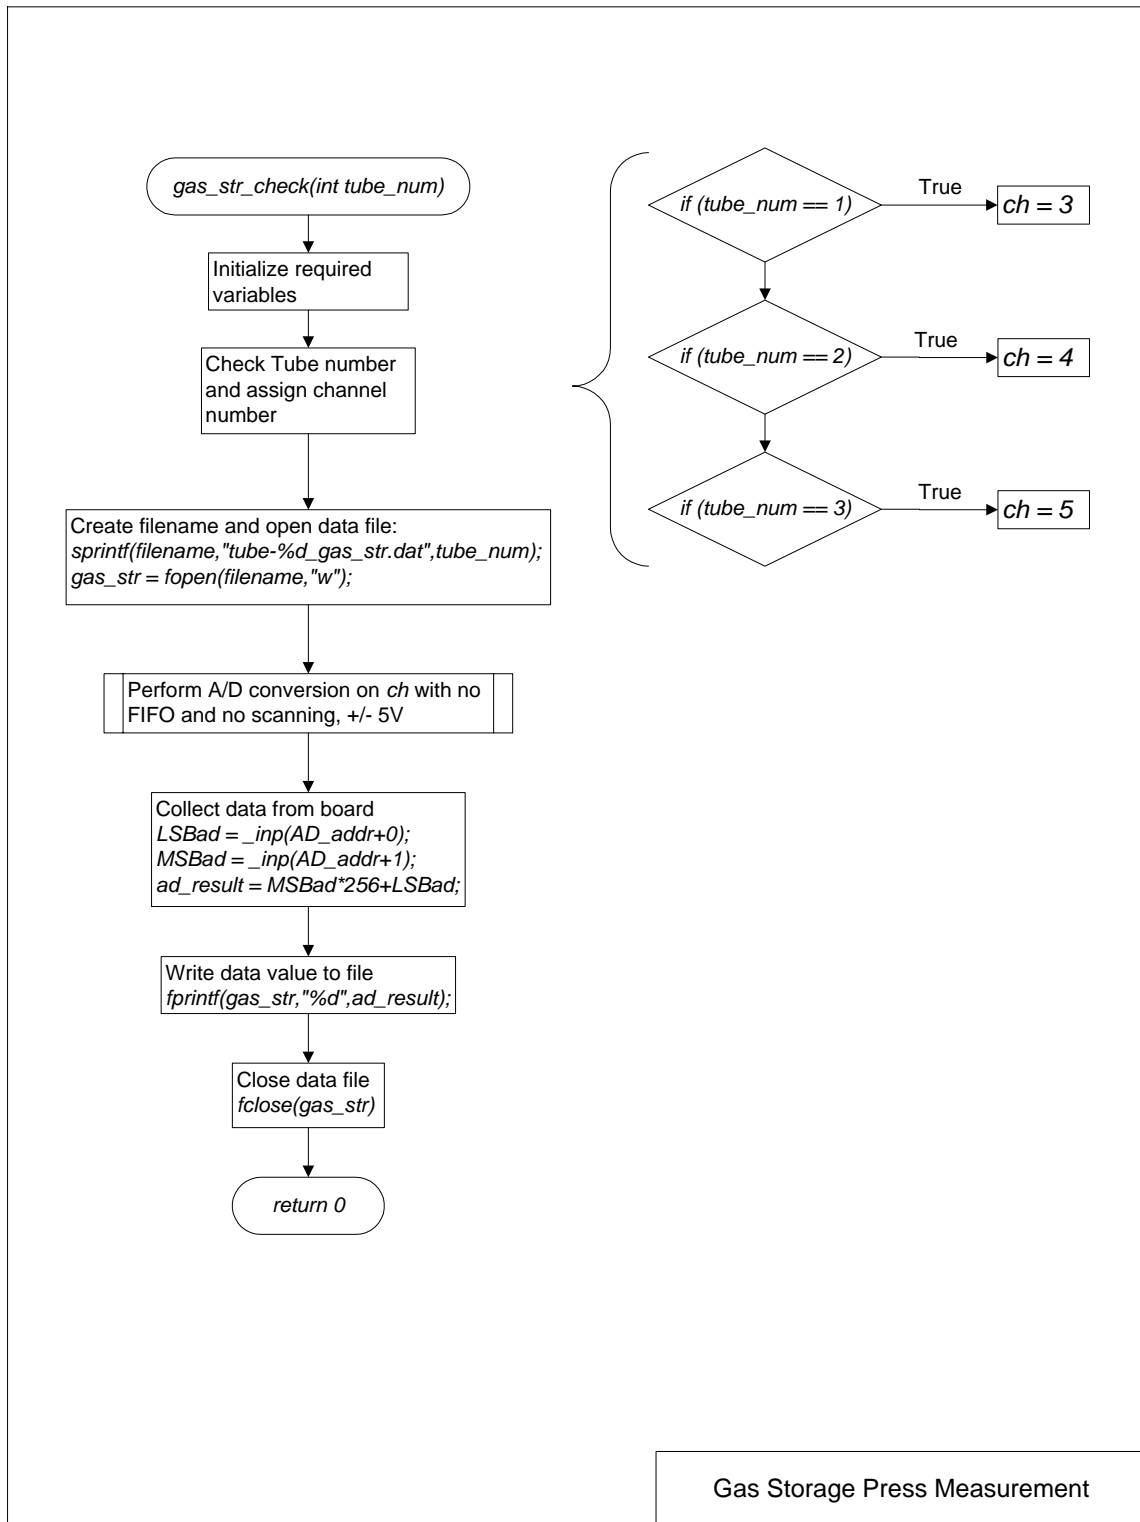 gas_str_check(int tube_num)
Initialize required
variables
Check Tube number
and assign channel
number
Create filename and open data file:
sprintf(filename,"tube-%d_gas_str.dat",tube_num);
gas_str = fopen(filename,"w");
Perform A/D conversion on ch with no
FIFO and no scanning, +/- 5V
Collect data from board
LSBad = _inp(AD_addr+0);
MSBad = _inp(AD_addr+1);
ad_result = MSBad*256+LSBad;
Write data value to file
fprintf(gas_str,"%d",ad_result);
Close data file
fclose(gas_str)
return 0
if (tube_num == 1)
True
ch = 3
if (tube_num == 2)
True
ch = 4
if (tube_num == 3)
True
ch = 5
Gas Storage Press Measurement